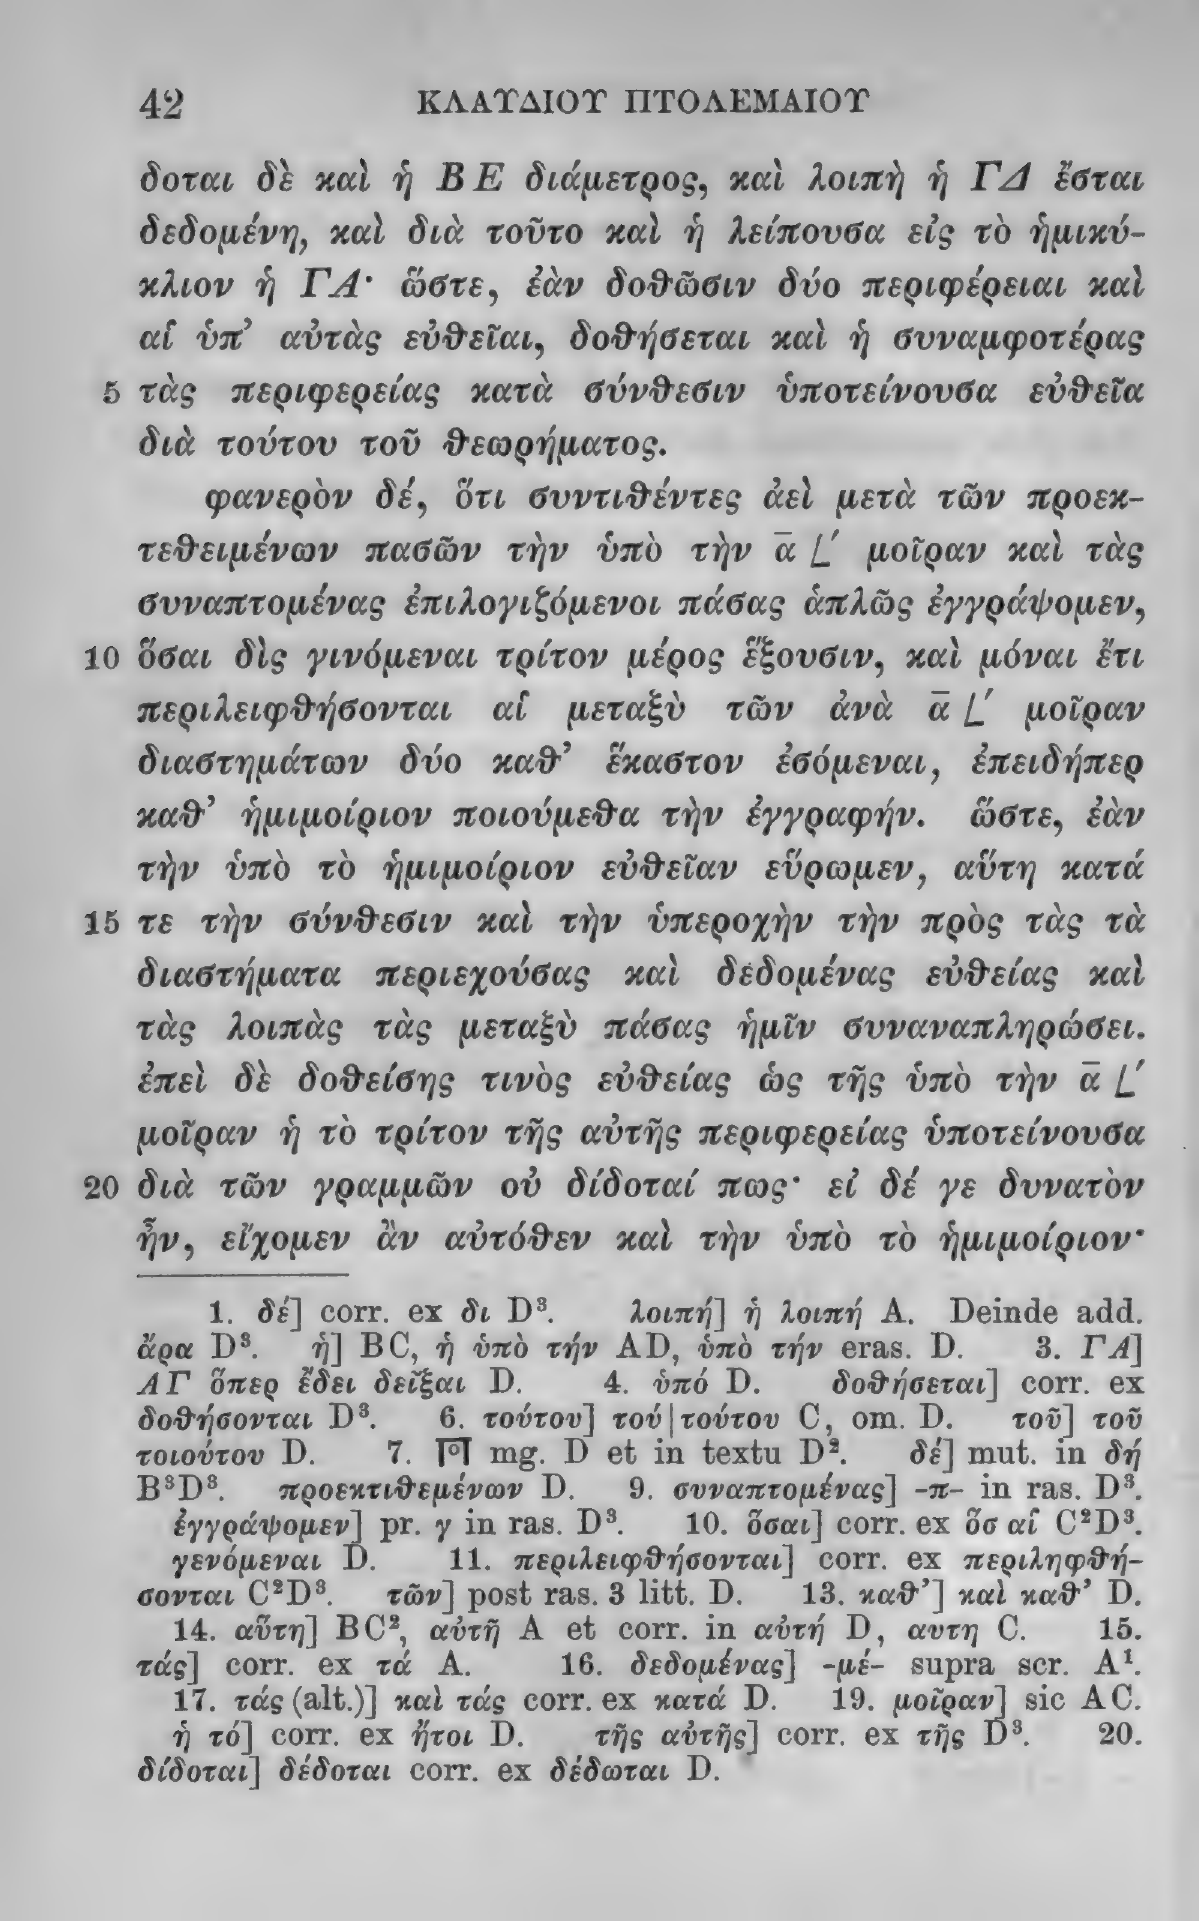 42 ΚΛΑΥΔΙΟΥ ΠΤΟΛΕΜΑΙΟΥ
δοται δὲ καὶ ἡ ΒΕ διάμετρος, καὶ λοιπὴ ἡ ΓΔ ἔσται
δεδομένη, καὶ διὰ τοῦτο καὶ ἡ λείπουσα εἰς τὸ ἡμικύ-
κλιον ἡ ΓΑ· ὥστε, ἐὰν δοθῶσιν δύο περιφέρειαι καὶ
αἱ ὑπ’ αὐτὰς εὐθεῖαι, δοθήσεται καὶ ἡ συναμφοτέρας
5 τὰς περιφερείας κατὰ σύνθεσιν ὑποτείνουσα εὐθεῖα
διὰ τούτου τοῦ θεωρήματος.
φανερὸν δέ, ὅτι συντιθέντες ἀεὶ μετὰ τῶν προεκ-
τεθειμένων πασῶν τὴν ὑπὸ τὴν α̅ 𐅵ʹ μοῖραν καὶ τὰς
συναπτομένας ἐπιλογιζόμενοι πάσας ἁπλῶς ἐγγράψομεν,
10 ὅσαι δὶς γινόμεναι τρίτον μέρος ἕξουσιν, καὶ μόναι ἔτι
περιλειφθήσονται αἱ μεταξὺ τῶν ἀνὰ α̅ 𐅵ʹ μοῖραν
διαστημάτων δύο καθ’ ἕκαστον ἐσόμεναι, ἐπειδήπερ
καθ’ ἡμιμοίριον ποιούμεθα τὴν ἐγγραφήν. ὥστε, ἐὰν
τὴν ὑπὸ τὸ ἡμιμοίριον εὐθεῖαν εὕρωμεν, αὕτη κατά
15 τε τὴν σύνθεσιν καὶ τὴν ὑπεροχὴν τὴν πρὸς τὰς τὰ
διαστήματα περιεχούσας καὶ δεδομένας εὐθείας καὶ
τὰς λοιπὰς τὰς μεταξὺ πάσας ἡμῖν συναναπληρώσει.
ἐπεὶ δὲ δοθείσης τινὸς εὐθείας ὡς τῆς ὑπὸ τὴν α̅ 𐅵ʹ
μοῖραν ἡ τὸ τρίτον τῆς αὐτῆς περιφερείας ὑποτείνουσα
20 διὰ τῶν γραμμῶν οὐ δίδοταί πως· εἰ δέ γε δυνατὸν
ἦν, εἴχομεν ἂν αὐτόθεν καὶ τὴν ὑπὸ τὸ ἡμιμοίριον·
1. δέ] corr. ex δι D³. λοιπή] ἡ λοιπή A. Deinde add.
ἄρα D³. ἡ] BC, ἡ ὑπὸ τήν AD, ὑπὸ τήν eras. D. 3. ΓΑ]
ΑΓ ὅπερ ἔδει δεῖξαι D. 4. ὑπό D. δοθήσεται] corr. ex
δοθήσονται D³. 6. τούτου] τού|τούτου C, om. D. τοῦ] τοῦ
τοιούτου D. 7. mg. D et in textu D². δέ] mut. in δή
B³D³. προεκτιθεμένων D. 9. συναπτομένας] -π- in ras. D³.
ἐγγράψομεν] pr. γ in ras. D³. 10. ὅσαι] corr. ex ὅσ αἱ C²D³.
γενόμεναι D. 11. περιλειφθήσονται] corr. ex περιληφθή-
σονται C²D³. τῶν] post ras. 3 litt. D. 13. καθ’] καὶ καθ’ D.
14. αὕτη] BC², αὐτῇ A et corr. in αὐτή D, αυτη C. 15.
τάς] corr. ex τά A. 16. δεδομένας] -μέ- supra scr. A¹.
17. τάς (alt.)] καὶ τάς corr. ex κατά D. 19. μοῖραν] sic AC.
ἡ τό] corr. ex ἤτοι D. τῆς αὐτῆς] corr. ex τῆς D³. 20.
δίδοται] δέδοται corr. ex δέδωται D.